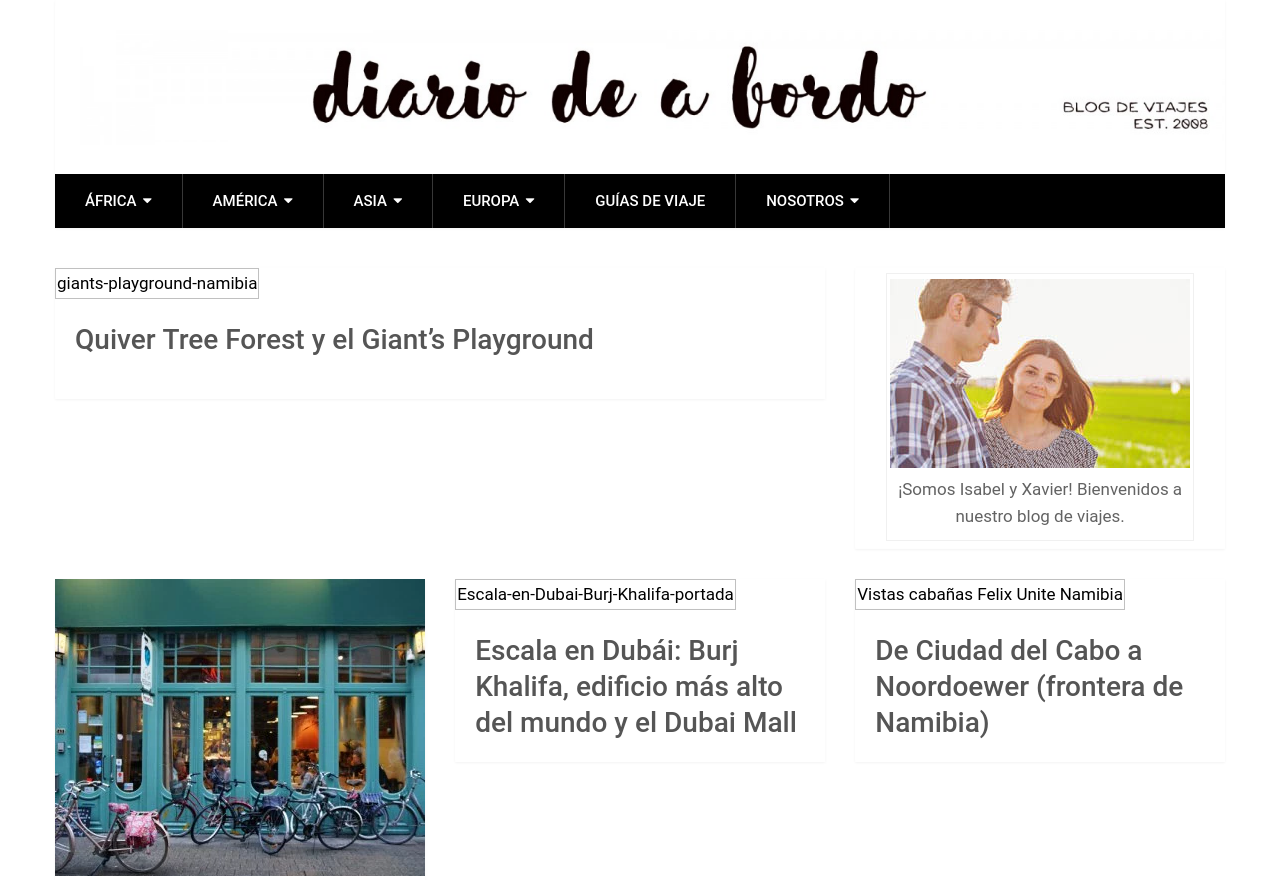 diario de a bordo
BLOG DE VIAJES
EST. 2008
ÁFRICA
AMÉRICA
ASIA
EUROPA
GUÍAS DE VIAJE
NOSOTROS
giants-playground-namibia
Quiver Tree Forest y el Giant’s Playground
¡Somos Isabel y Xavier! Bienvenidos a
nuestro blog de viajes.
Escala-en-Dubai-Burj-Khalifa-portada
Escala en Dubái: Burj
Khalifa, edificio más alto
del mundo y el Dubai Mall
Vistas cabañas Felix Unite Namibia
De Ciudad del Cabo a
Noordoewer (frontera de
Namibia)